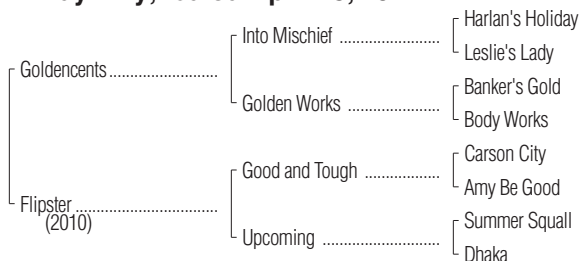 Harlan's Holiday
Into Mischief ........................
Leslie's Lady
Goldencents ..........................
Banker's Gold
Golden Works ......................
Body Works
Carson City
Good and Tough ..................
Amy Be Good
Flipster ..................................
(2010)
Summer Squall
Upcoming ............................
Dhaka